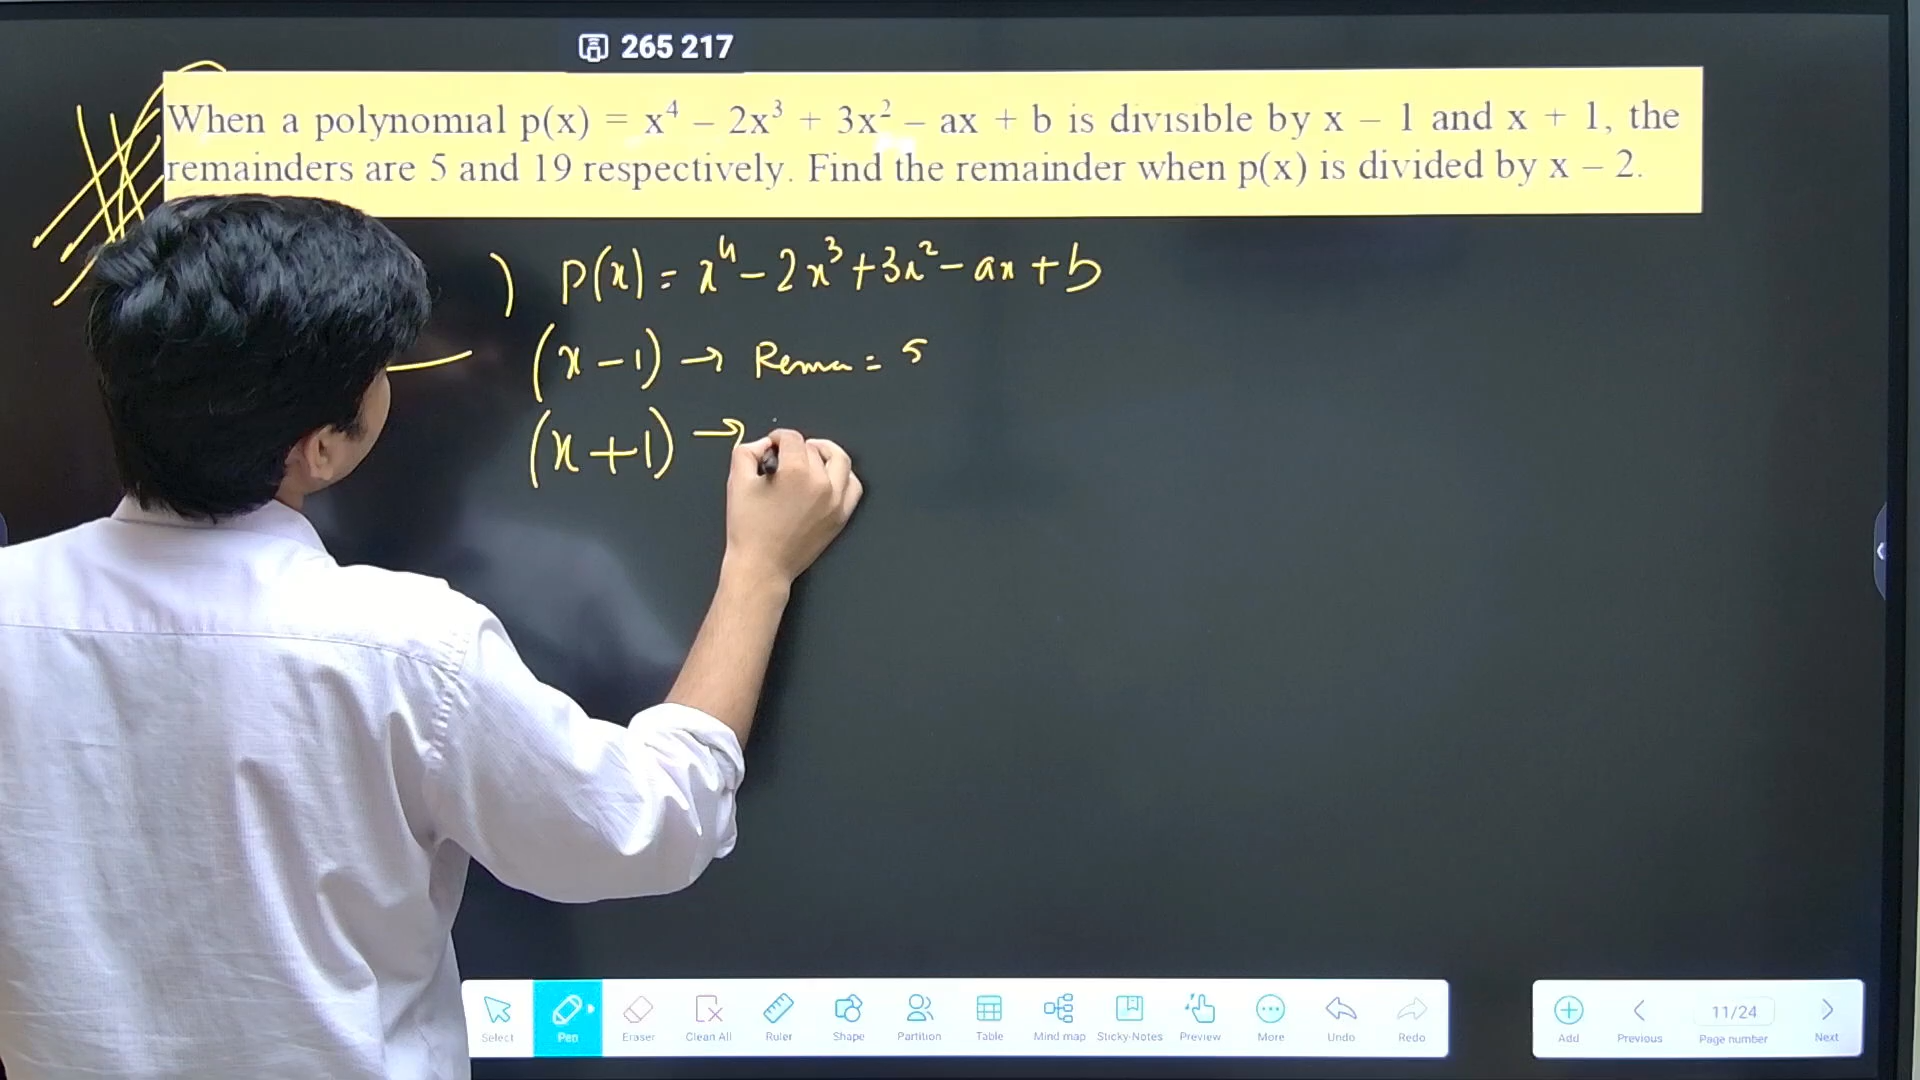 265 217
When a polynomial p(x) = x⁴ – 2x³ + 3x² – ax + b is divisible by x – 1 and x + 1, the
remainders are 5 and 19 respectively. Find the remainder when p(x) is divided by x – 2.
) P(x) = x⁴ – 2x³ + 3x² – ax + b
(x – 1) → Rema = 5
(x + 1) →
Select Pen Eraser Clean All Ruler Shape Partition Table Mind map Sticky-Notes Preview More Undo Redo Add Previous 11/24 Page number Next